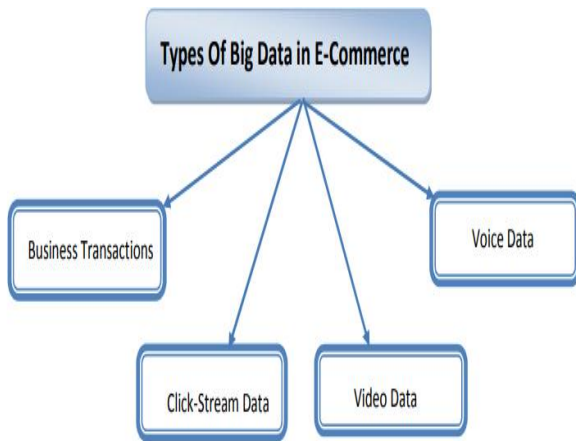 Types Of Big Data in E-Commerce
Business Transactions
Voice Data
Click-Stream Data
Video Data